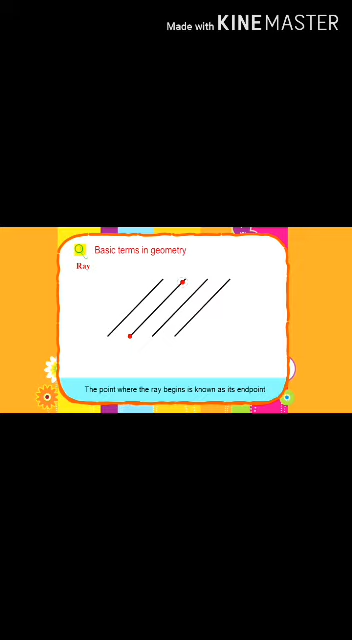 Made with KINEMASTER
Basic terms in geometry
Ray
The point where the ray begins is known as its endpoint